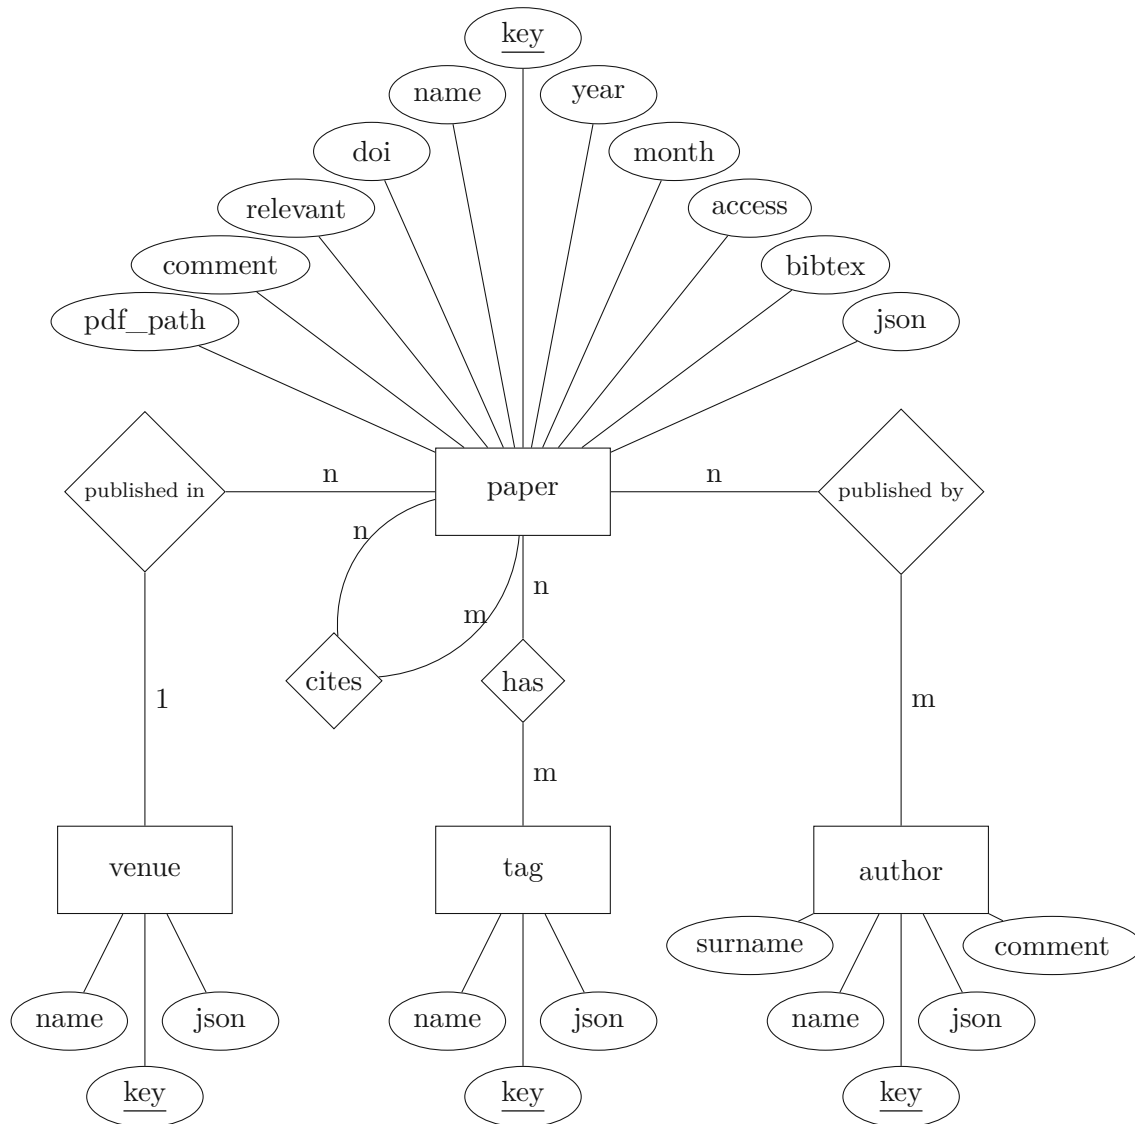 key
name
year
doi
month
relevant
access
comment
bibtex
pdf_path
json
n
n
published in
paper
published by
n
n
m
cites
has
1
m
m
venue
tag
author
surname
comment
name
json
name
json
name
json
key
key
key